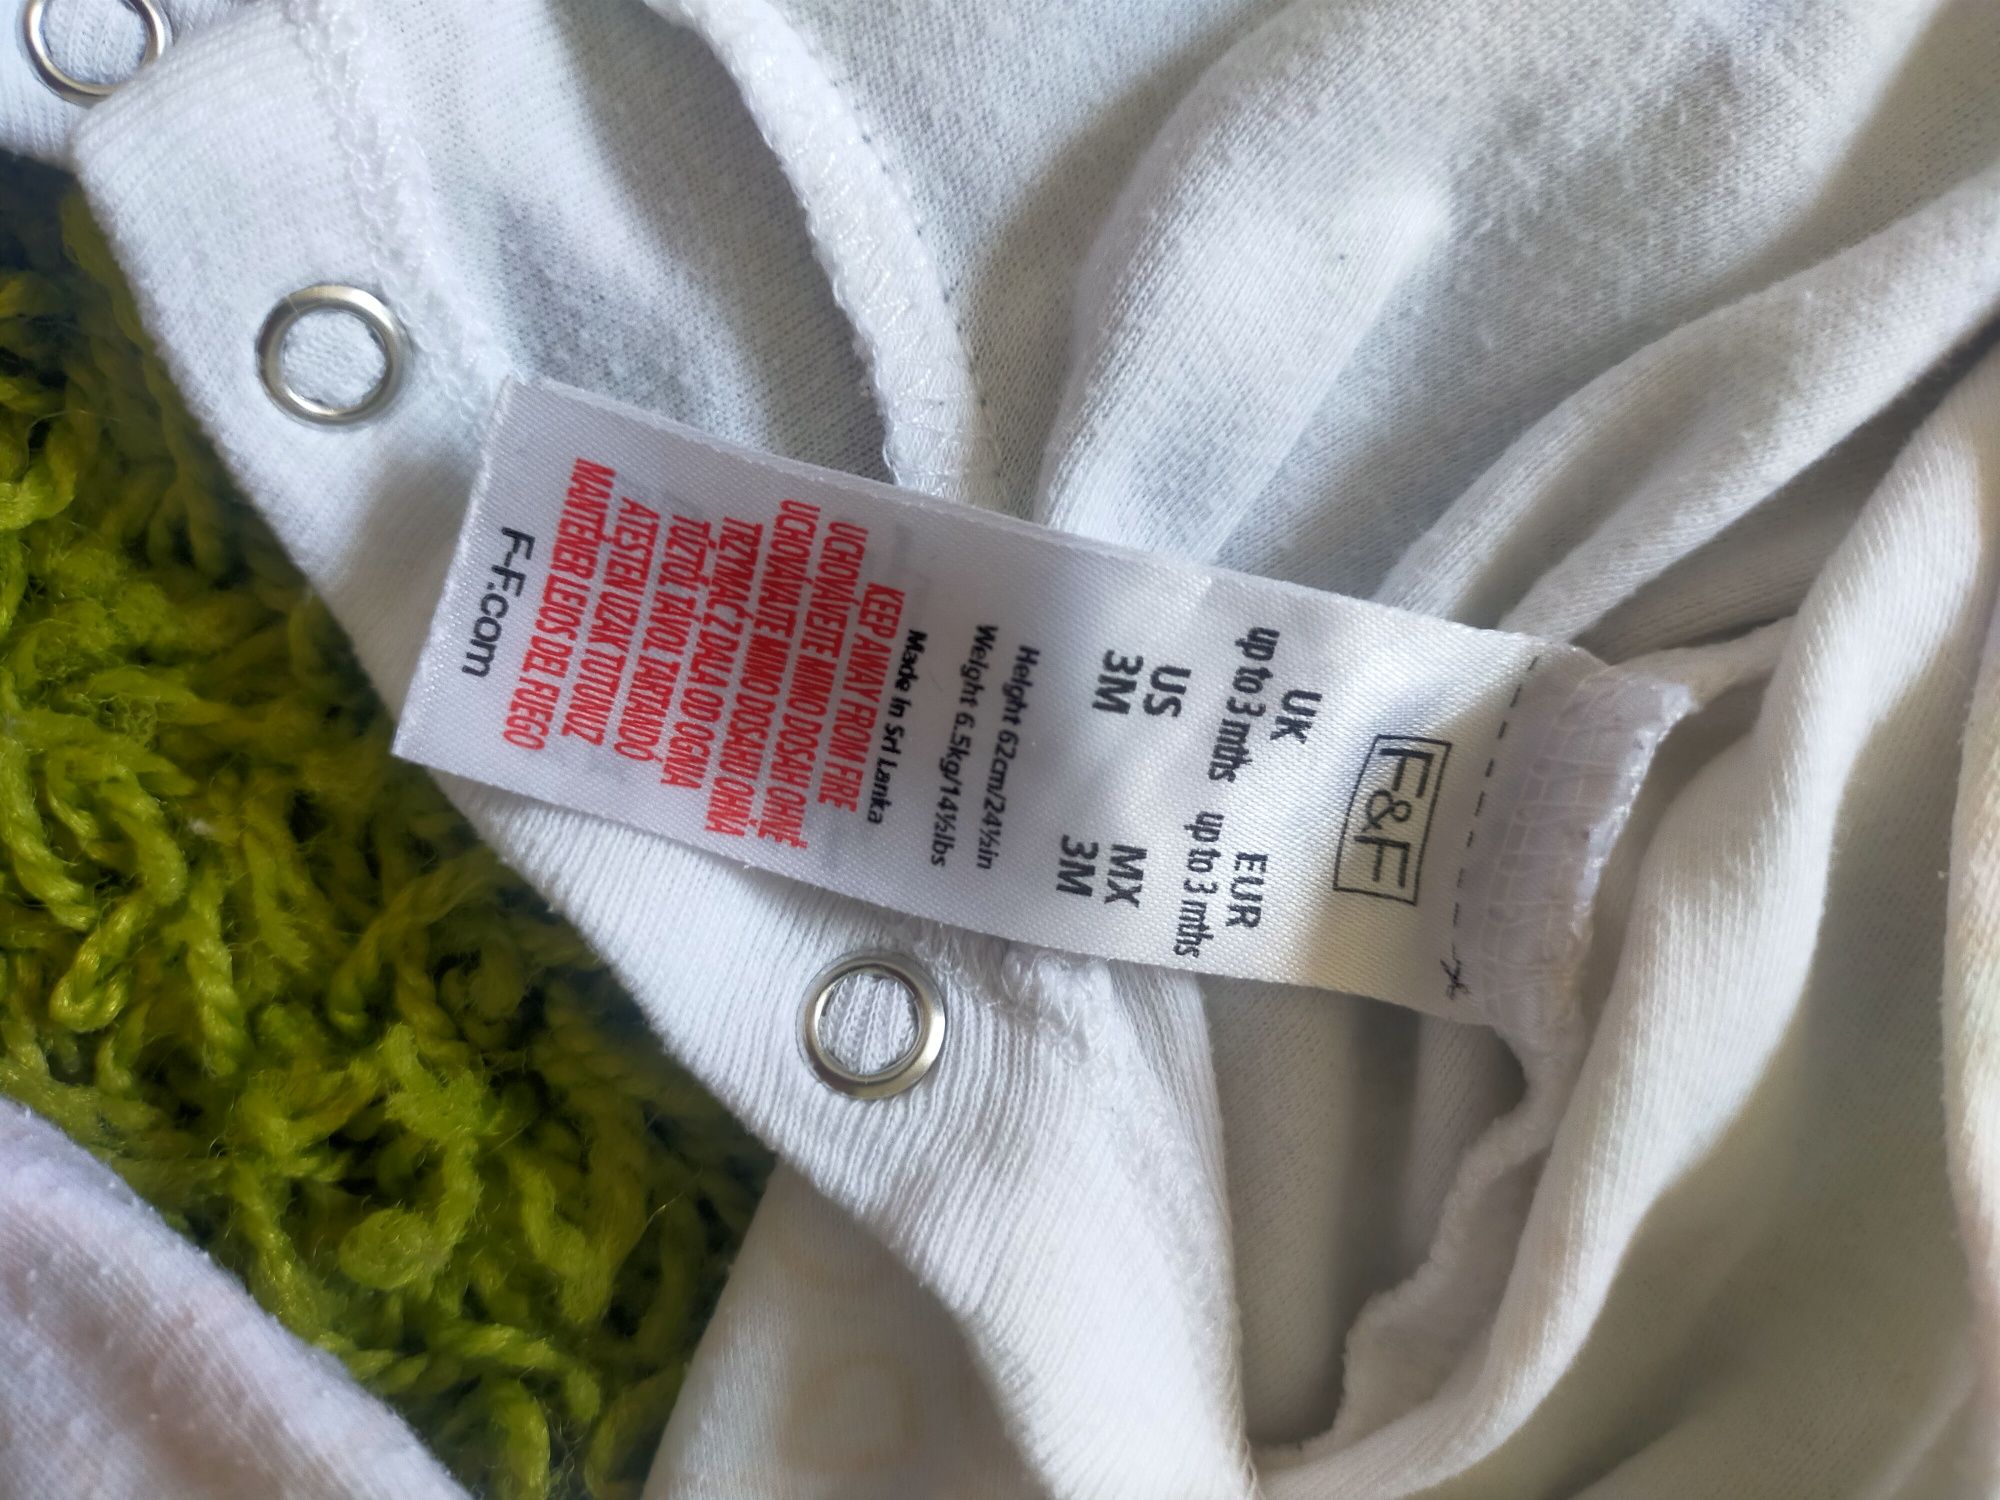 F&F
UK
up to 3 mths
EUR
up to 3 mths
US
3M
MX
3M
Height 62cm/24½in
Weight 6.5kg/14½lbs
Made in Sri Lanka
KEEP AWAY FROM FIRE
UCHOVÁVEJTE MIMO DOSAH OHNĚ
UCHOVÁVAJTE MIMO DOSAHU OHŇA
TRZYMAĆ Z DALA OD OGNIA
TŰZTŐL TÁVOL TARTANDÓ
ATEŞTEN UZAK TUTUNUZ
MANTENER LEJOS DEL FUEGO
F-F.com